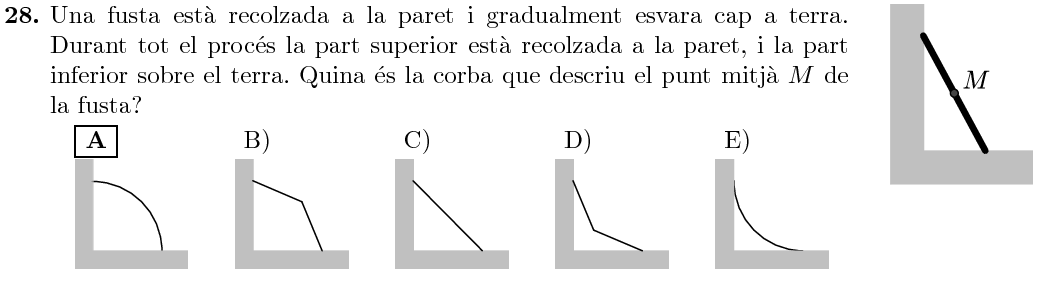 28. Una fusta està recolzada a la paret i gradualment esvara cap a terra.
Durant tot el procés la part superior està recolzada a la paret, i la part
inferior sobre el terra. Quina és la corba que descriu el punt mitjà M de
la fusta?
M
A B) C) D) E)